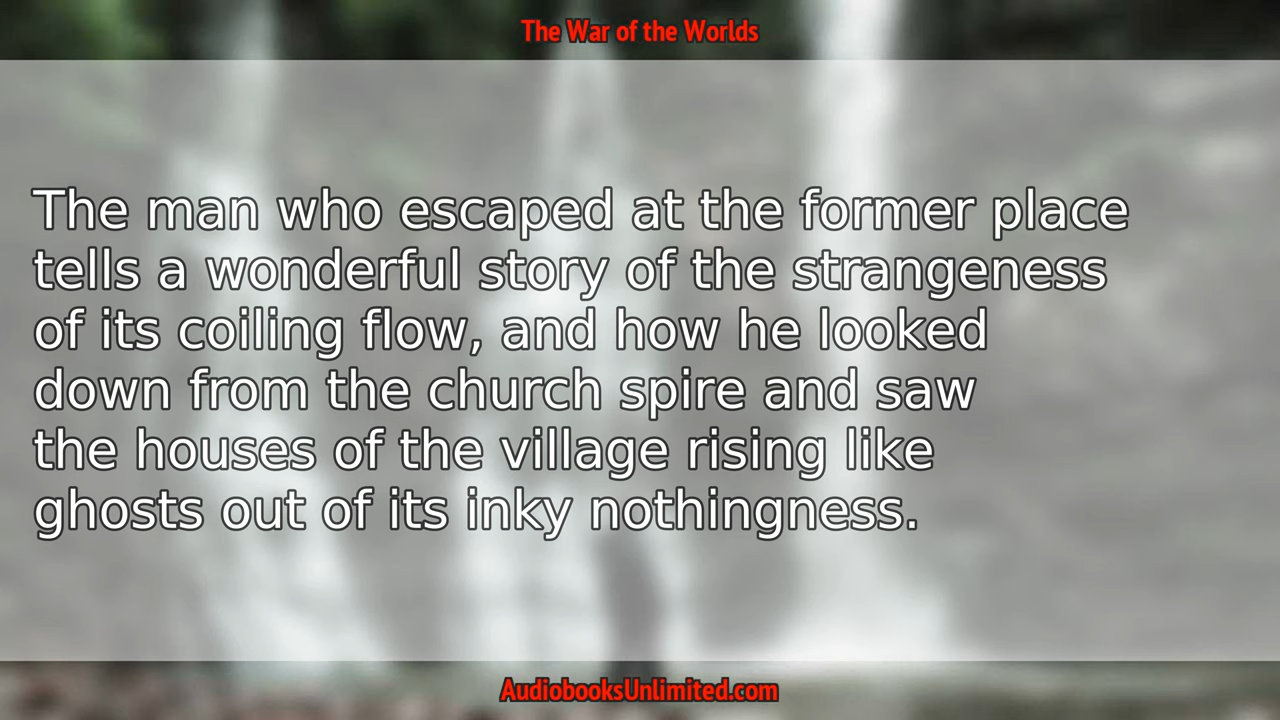 The War of the Worlds
The man who escaped at the former place
tells a wonderful story of the strangeness
of its coiling flow, and how he looked
down from the church spire and saw
the houses of the village rising like
ghosts out of its inky nothingness.
AudiobooksUnlimited.com